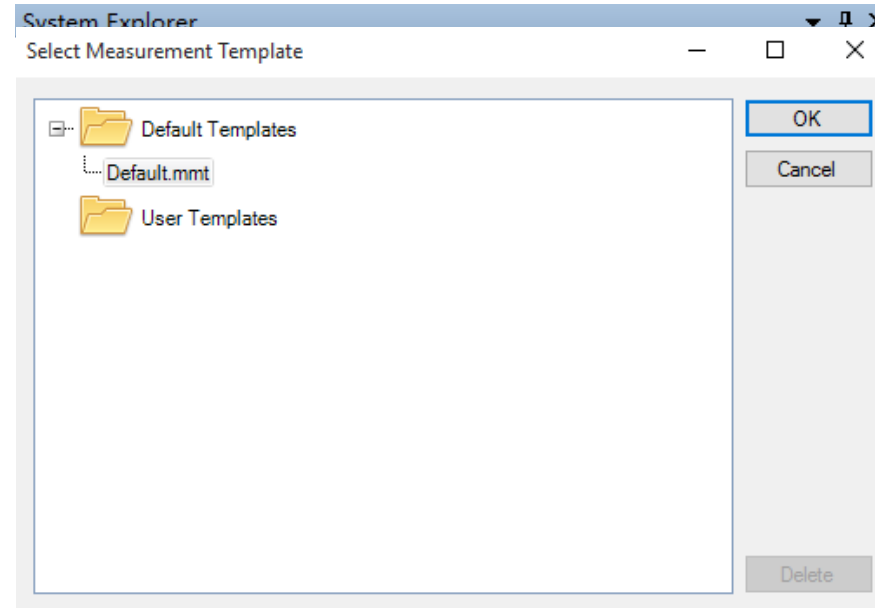 System Explorer
Select Measurement Template
Default Templates
OK
Default.mmt
Cancel
User Templates
Delete